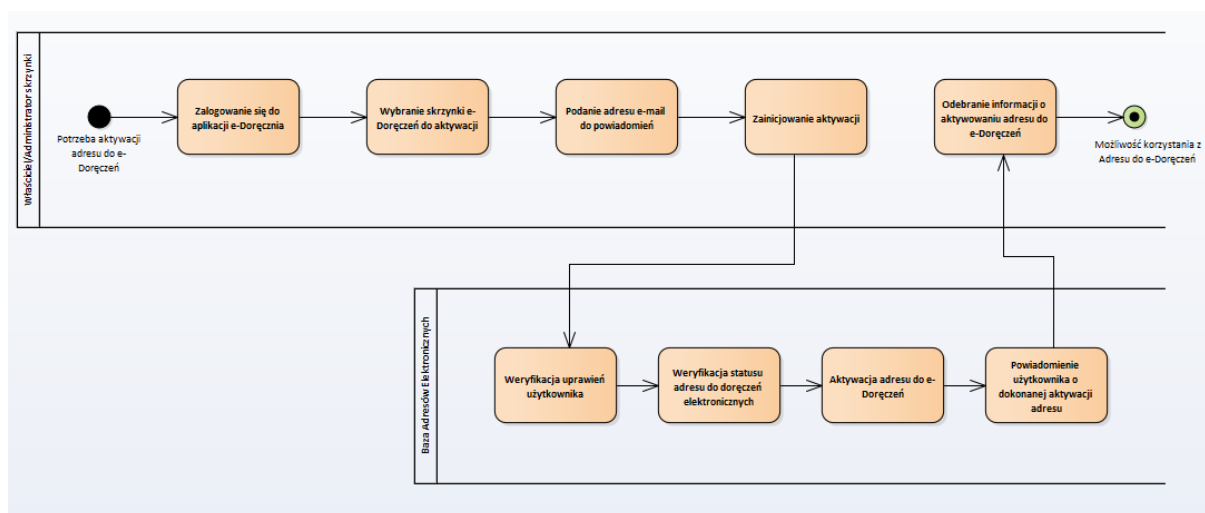 Właściciel/Administrator skrzynki
Potrzeba aktywacji
adresu do e-
Doręczeń
Zalogowanie się do
aplikacji e-Doręcznia
Wybranie skrzynki e-
Doręczeń do aktywacji
Podanie adresu e-mail
do powiadomień
Zainicjowanie aktywacji
Odebranie informacji o
aktywowaniu adresu do
e-Doręczeń
Możliwość korzystania z
Adresu do e-Doręczeń
Baza Adresów Elektronicznych
Weryfikacja uprawień
użytkownika
Weryfikacja statusu
adresu do doręczeń
elektronicznych
Aktywacja adresu do e-
Doręczeń
Powiadomienie
użytkownika o
dokonanej aktywacji
adresu